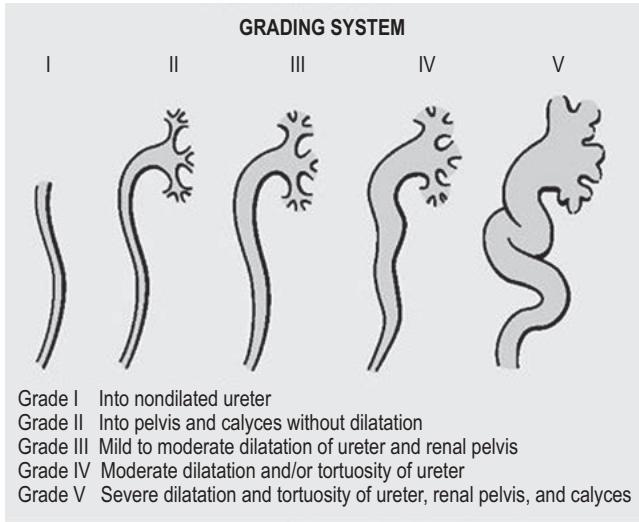 GRADING SYSTEM
I II III IV V
Grade I Into nondilated ureter
Grade II Into pelvis and calyces without dilatation
Grade III Mild to moderate dilatation of ureter and renal pelvis
Grade IV Moderate dilatation and/or tortuosity of ureter
Grade V Severe dilatation and tortuosity of ureter, renal pelvis, and calyces